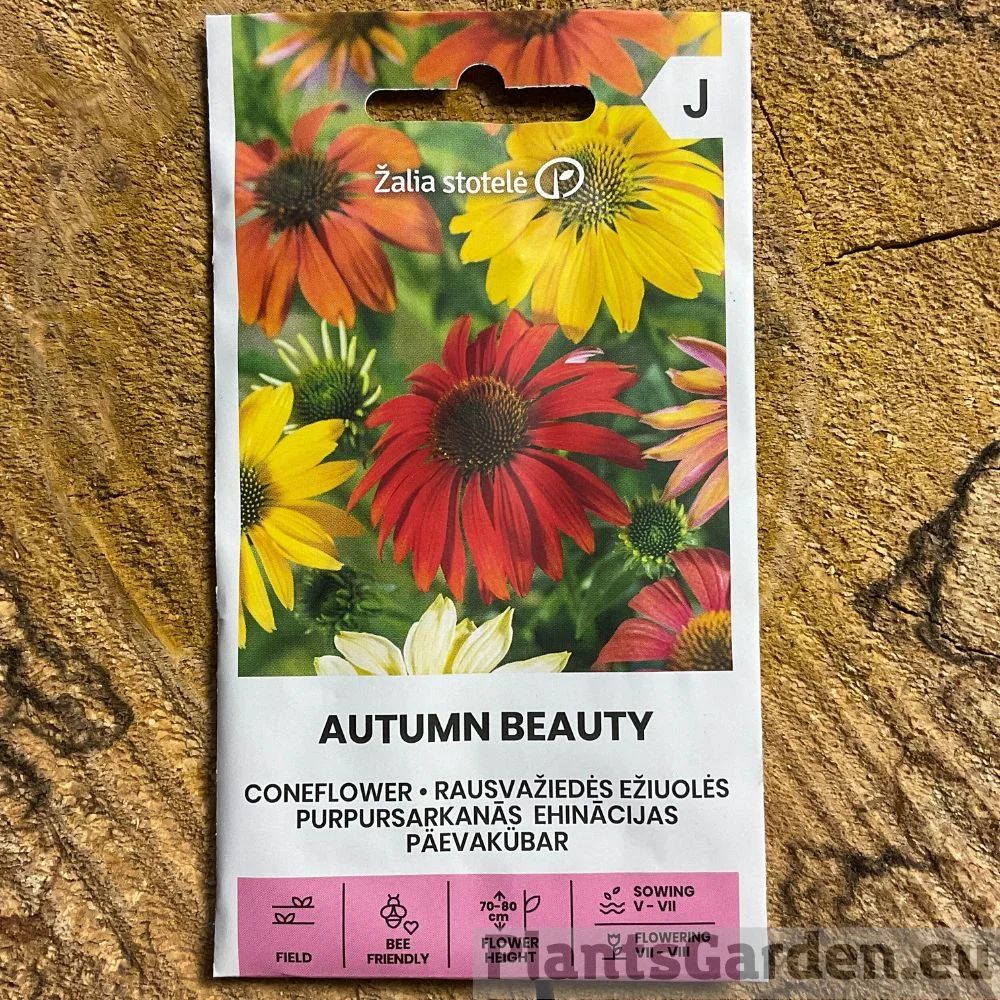 J
Žalia stotelė
AUTUMN BEAUTY
CONEFLOWER • RAUSVAŽIEDĖS EŽIUOLĖS
PURPURSARKANĀS EHINĀCIJAS
PÄEVAKÜBAR
FIELD
BEE
FRIENDLY
70-80
cm
FLOWER
HEIGHT
SOWING
V - VII
FLOWERING
VII - VIII
PlantsGarden.eu